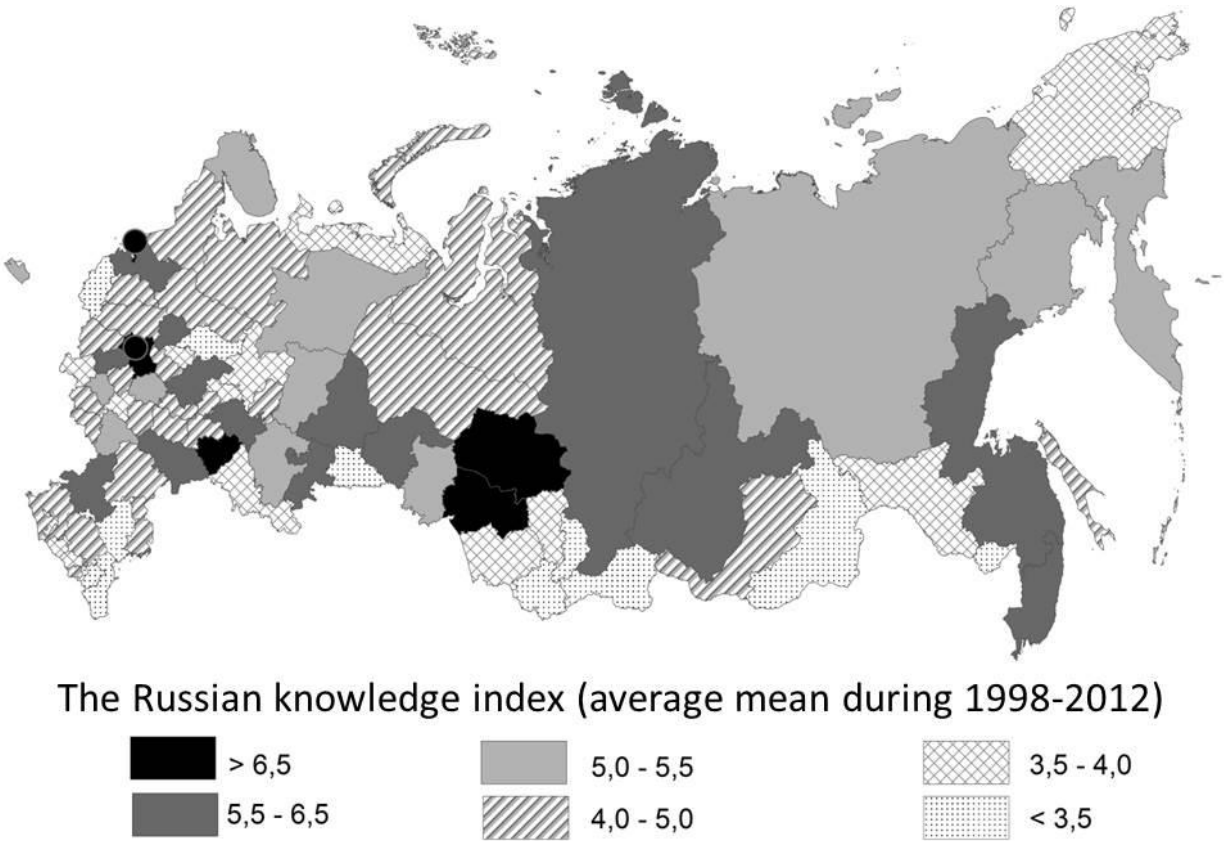 The Russian knowledge index (average mean during 1998-2012)
> 6,5
5,0 - 5,5
3,5 - 4,0
5,5 - 6,5
4,0 - 5,0
< 3,5